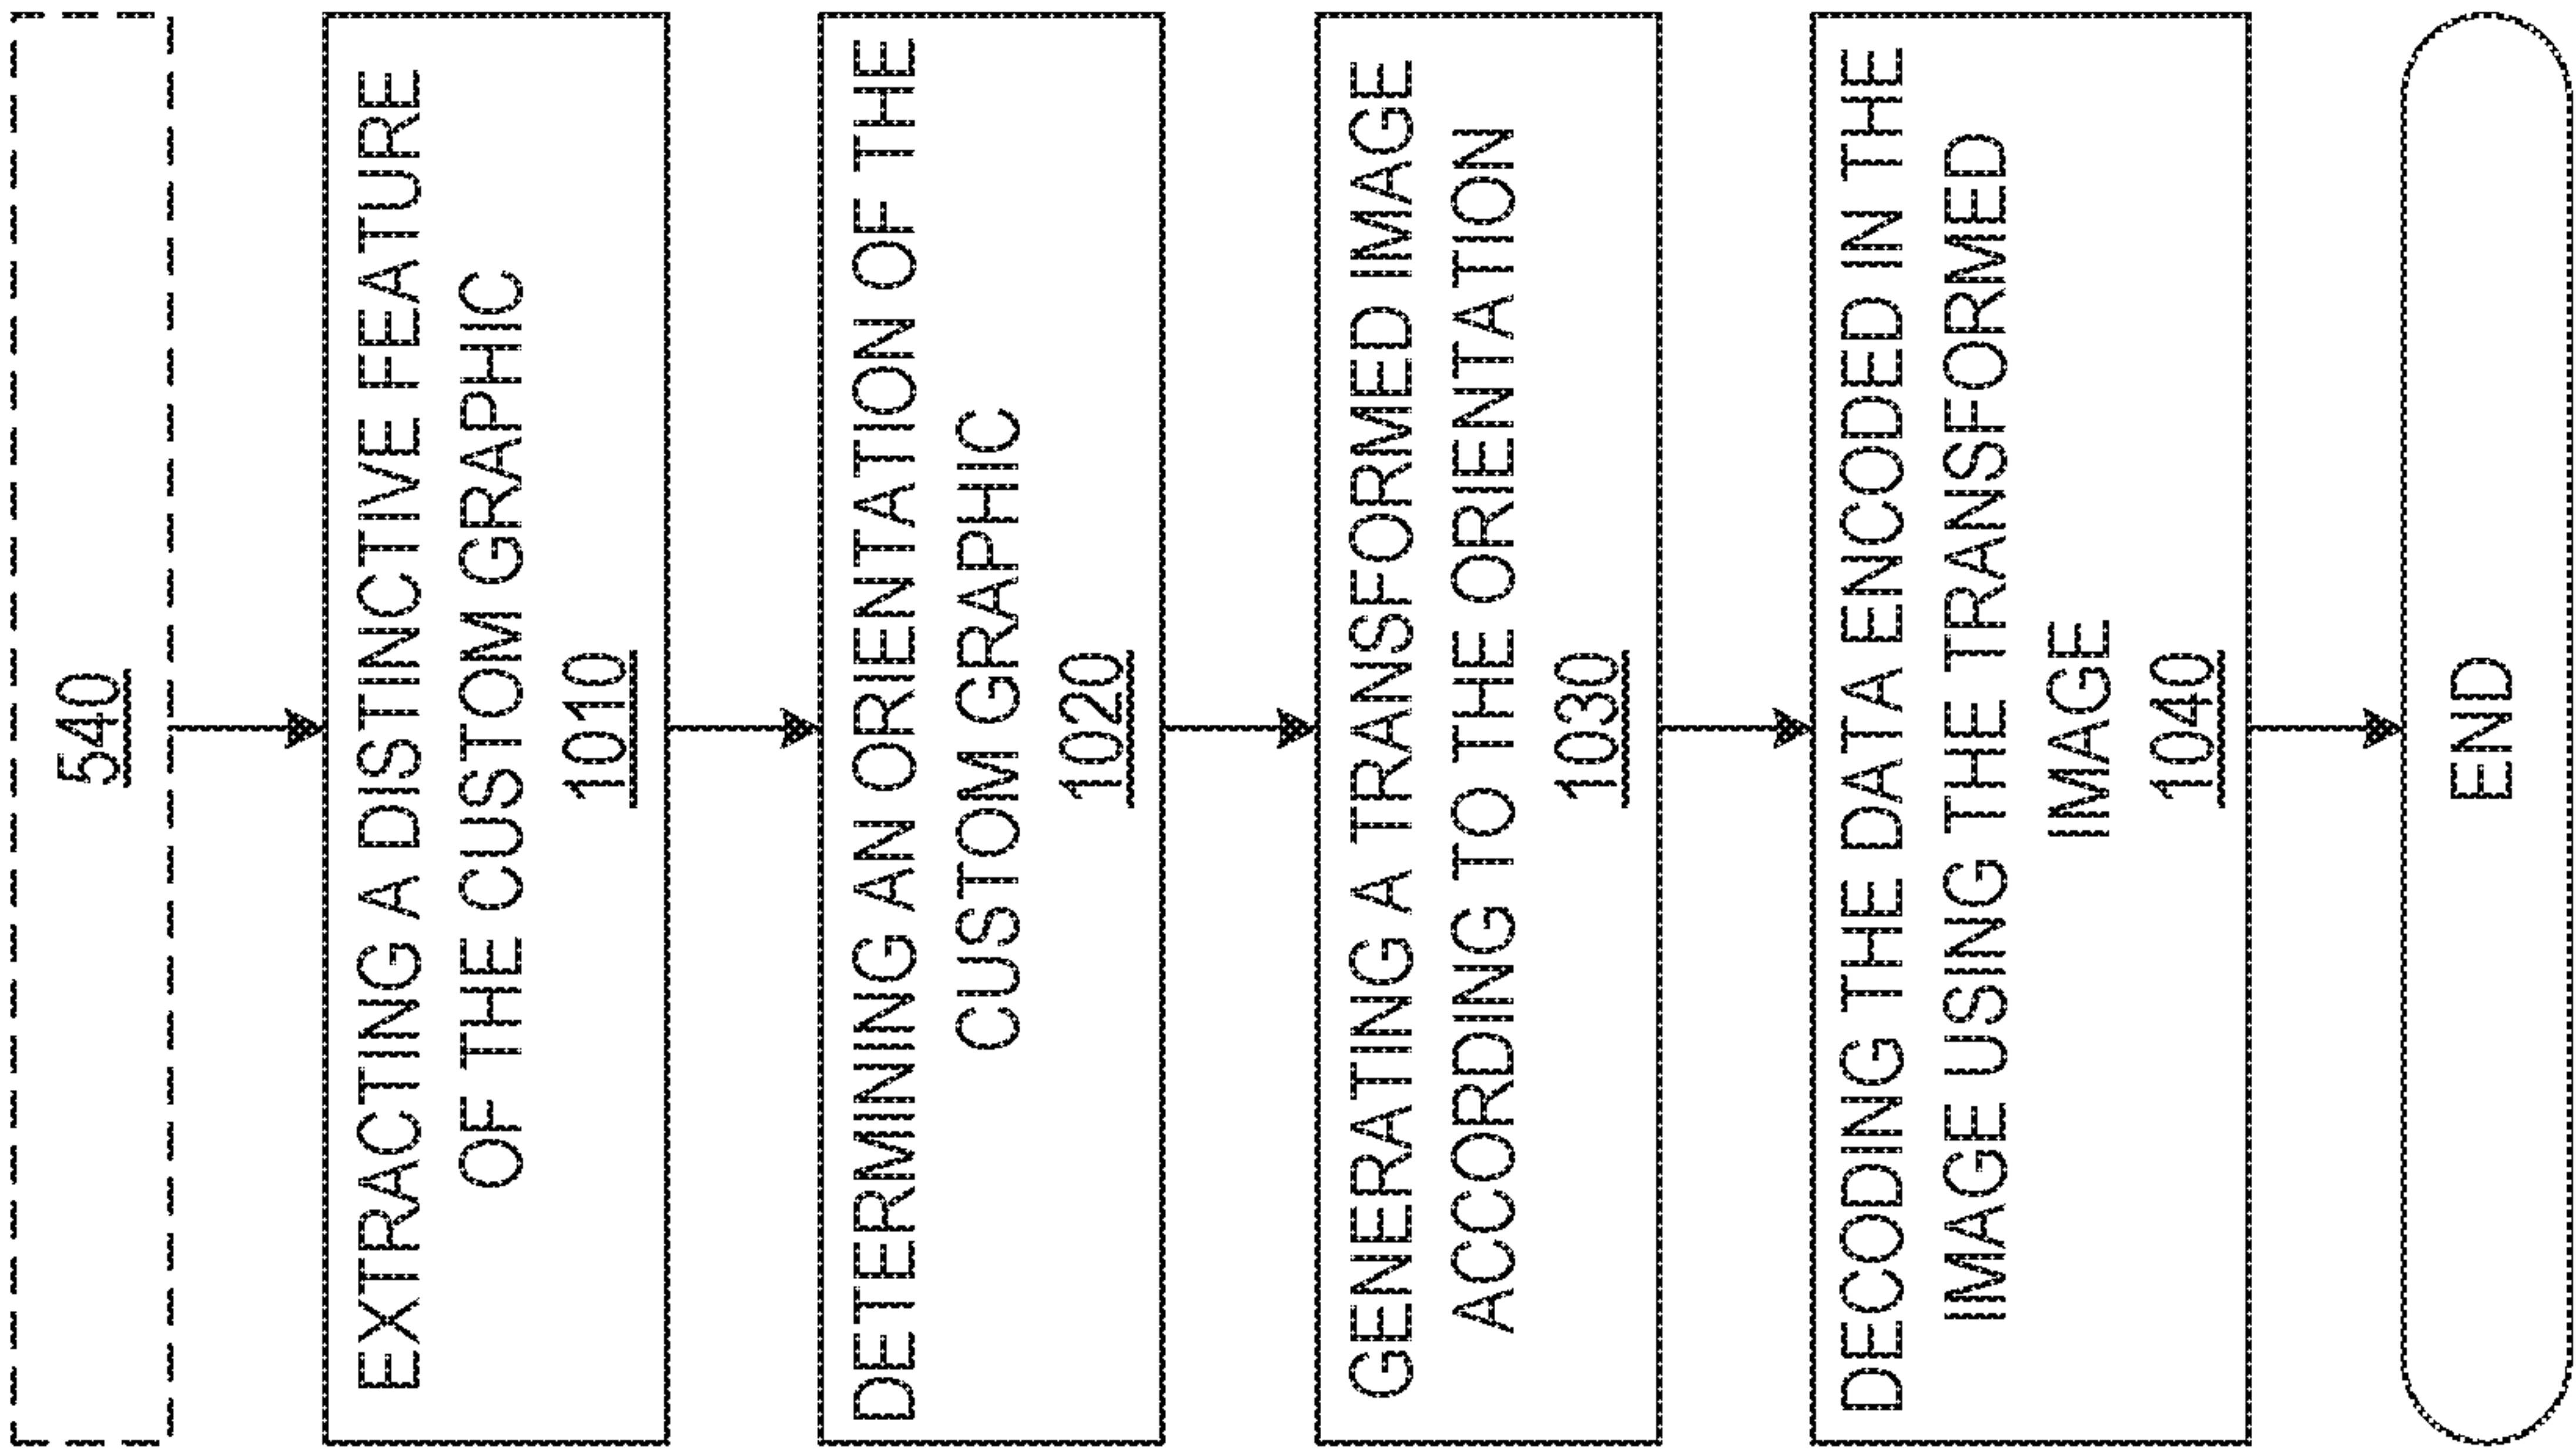 540
EXTRACTING A DISTINCTIVE FEATURE
OF THE CUSTOM GRAPHIC
1010
DETERMINING AN ORIENTATION OF THE
CUSTOM GRAPHIC
1020
GENERATING A TRANSFORMED IMAGE
ACCORDING TO THE ORIENTATION
1030
DECODING THE DATA ENCODED IN THE
IMAGE USING THE TRANSFORMED
IMAGE
1040
END